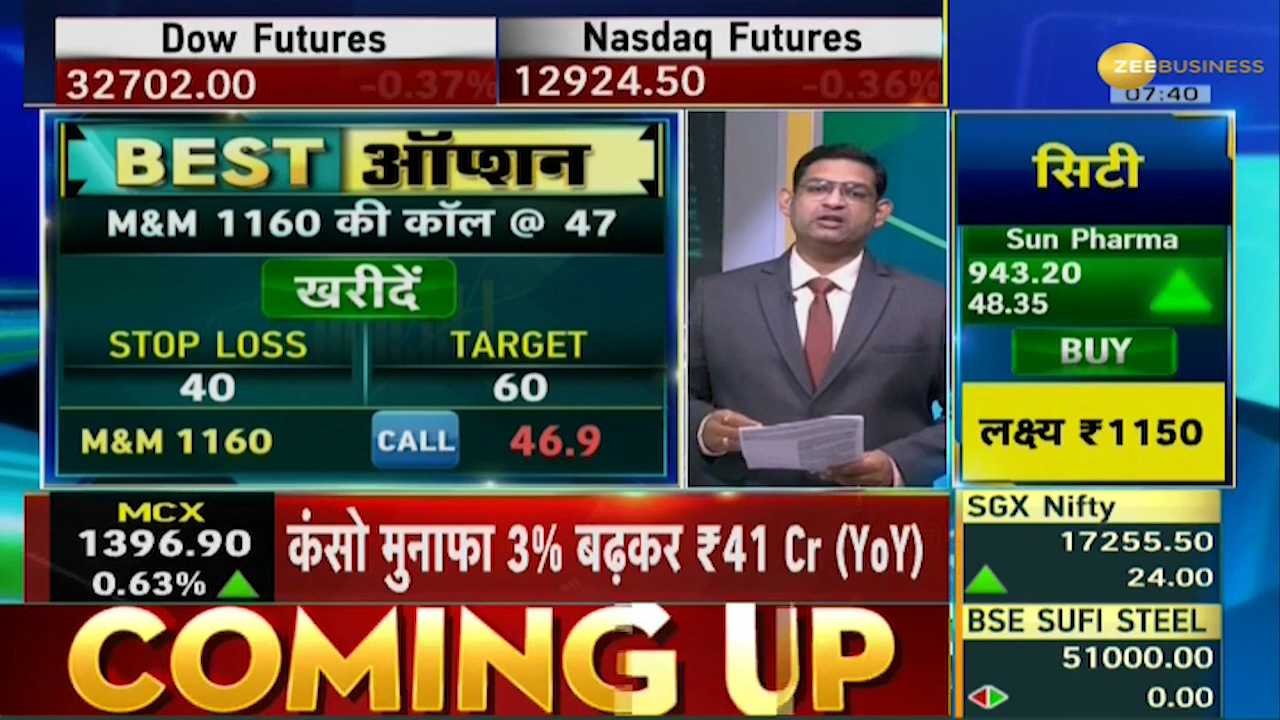 Dow Futures
32702.00 -0.37%
Nasdaq Futures
12924.50 -0.36%
ZEEBUSINESS
07:40
BEST ऑप्शन
M&M 1160 की कॉल @ 47
खरीदें
STOP LOSS TARGET
40 60
M&M 1160 CALL 46.9
सिटी
Sun Pharma
943.20
48.35
BUY
लक्ष्य ₹1150
MCX
1396.90
0.63%
कंसो मुनाफा 3% बढ़कर ₹41 Cr (YoY)
SGX Nifty
17255.50
24.00
BSE SUFI STEEL
51000.00
0.00
COMING UP